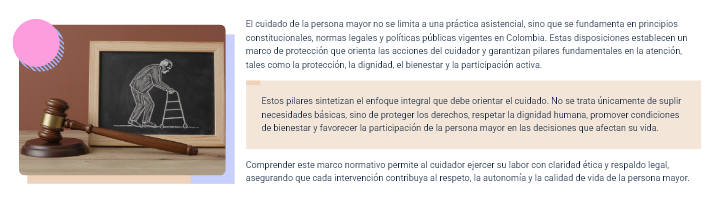 El cuidado de la persona mayor no se limita a una práctica asistencial, sino que se fundamenta en principios
constitucionales, normas legales y políticas públicas vigentes en Colombia. Estas disposiciones establecen un
marco de protección que orienta las acciones del cuidador y garantizan pilares fundamentales en la atención,
tales como la protección, la dignidad, el bienestar y la participación activa.
Estos pilares sintetizan el enfoque integral que debe orientar el cuidado. No se trata únicamente de suplir
necesidades básicas, sino de proteger los derechos, respetar la dignidad humana, promover condiciones
de bienestar y favorecer la participación de la persona mayor en las decisiones que afectan su vida.
Comprender este marco normativo permite al cuidador ejercer su labor con claridad ética y respaldo legal,
asegurando que cada intervención contribuya al respeto, la autonomía y la calidad de vida de la persona mayor.